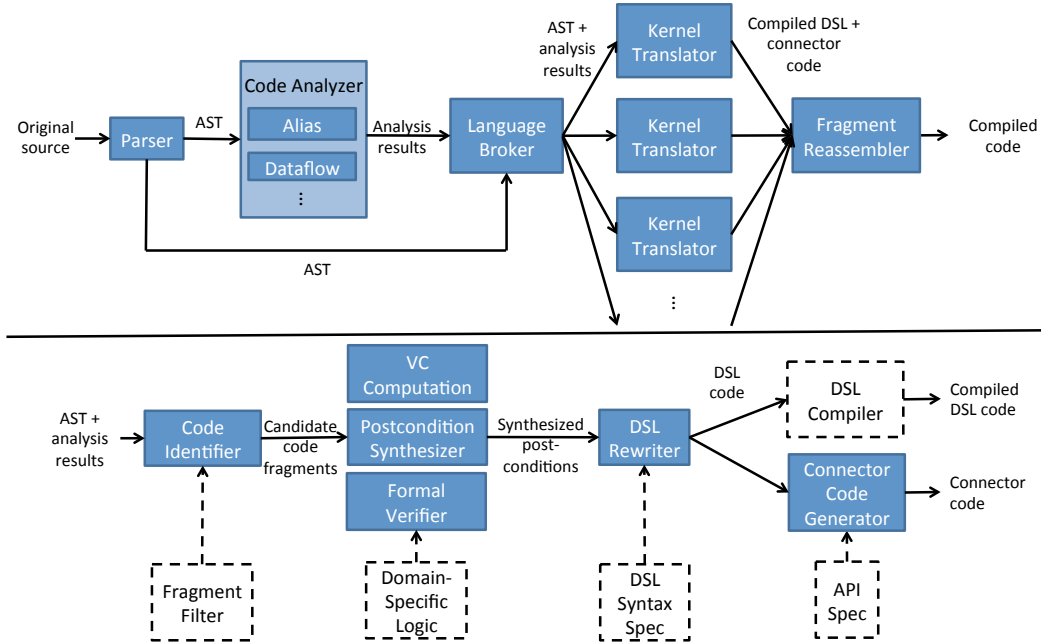 Original
source
Parser
AST
Code Analyzer
Alias
Dataflow
⋮
Analysis
results
AST
Language
Broker
AST +
analysis
results
Kernel
Translator
Kernel
Translator
Kernel
Translator
⋮
Compiled DSL +
connector
code
Fragment
Reassembler
Compiled
code
AST +
analysis
results
Code
Identifier
Candidate
code
fragments
VC
Computation
Postcondition
Synthesizer
Formal
Verifier
Synthesized
post-
conditions
DSL
Rewriter
DSL
code
DSL
Compiler
Compiled
DSL code
Connector
Code
Generator
Connector
code
Fragment
Filter
Domain-
Specific
Logic
DSL
Syntax
Spec
API
Spec